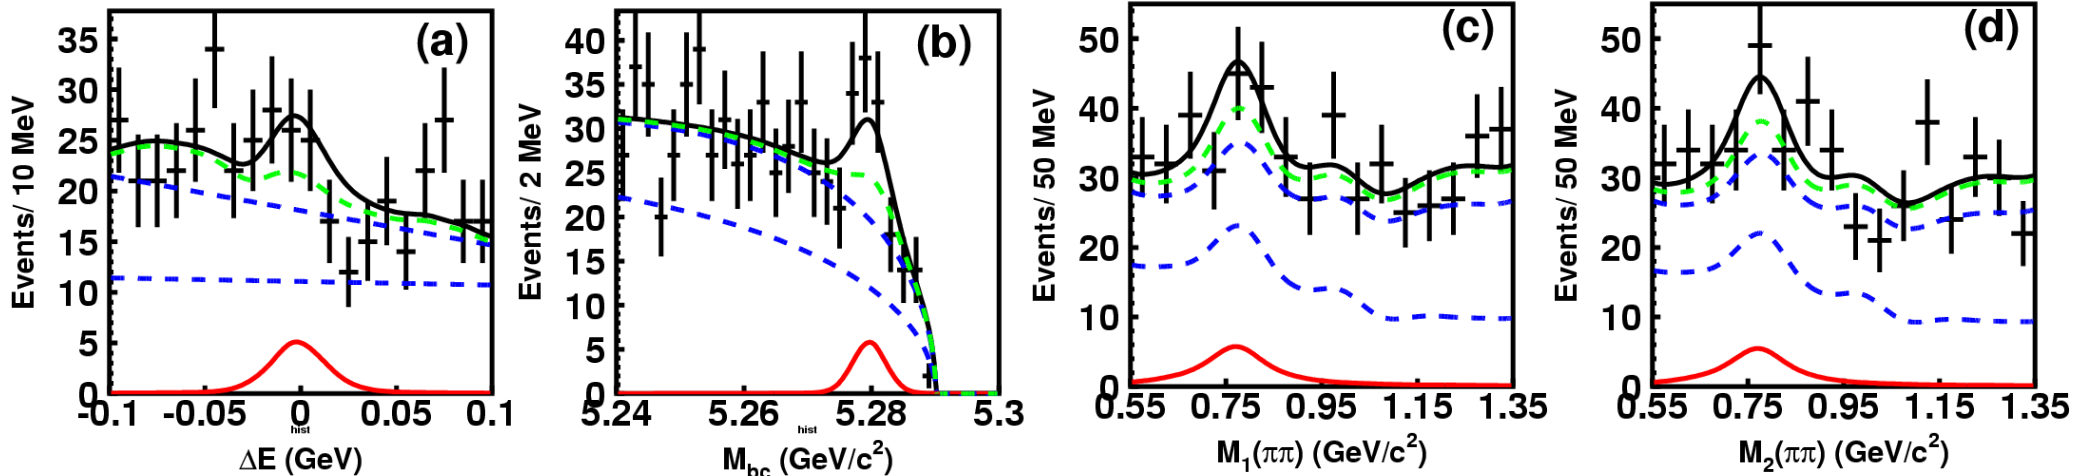 (a)
35
30
25
20
15
10
5
0
Events/ 10 MeV
-0.1 -0.05 0 0.05 0.1
hist
ΔE (GeV)
(b)
40
35
30
25
20
15
10
5
0
Events/ 2 MeV
5.24 5.26 5.28 5.3
hist
M_bc (GeV/c²)
(c)
50
40
30
20
10
0
Events/ 50 MeV
0.55 0.75 0.95 1.15 1.35
M₁(ππ) (GeV/c²)
(d)
50
40
30
20
10
0
Events/ 50 MeV
0.55 0.75 0.95 1.15 1.35
M₂(ππ) (GeV/c²)